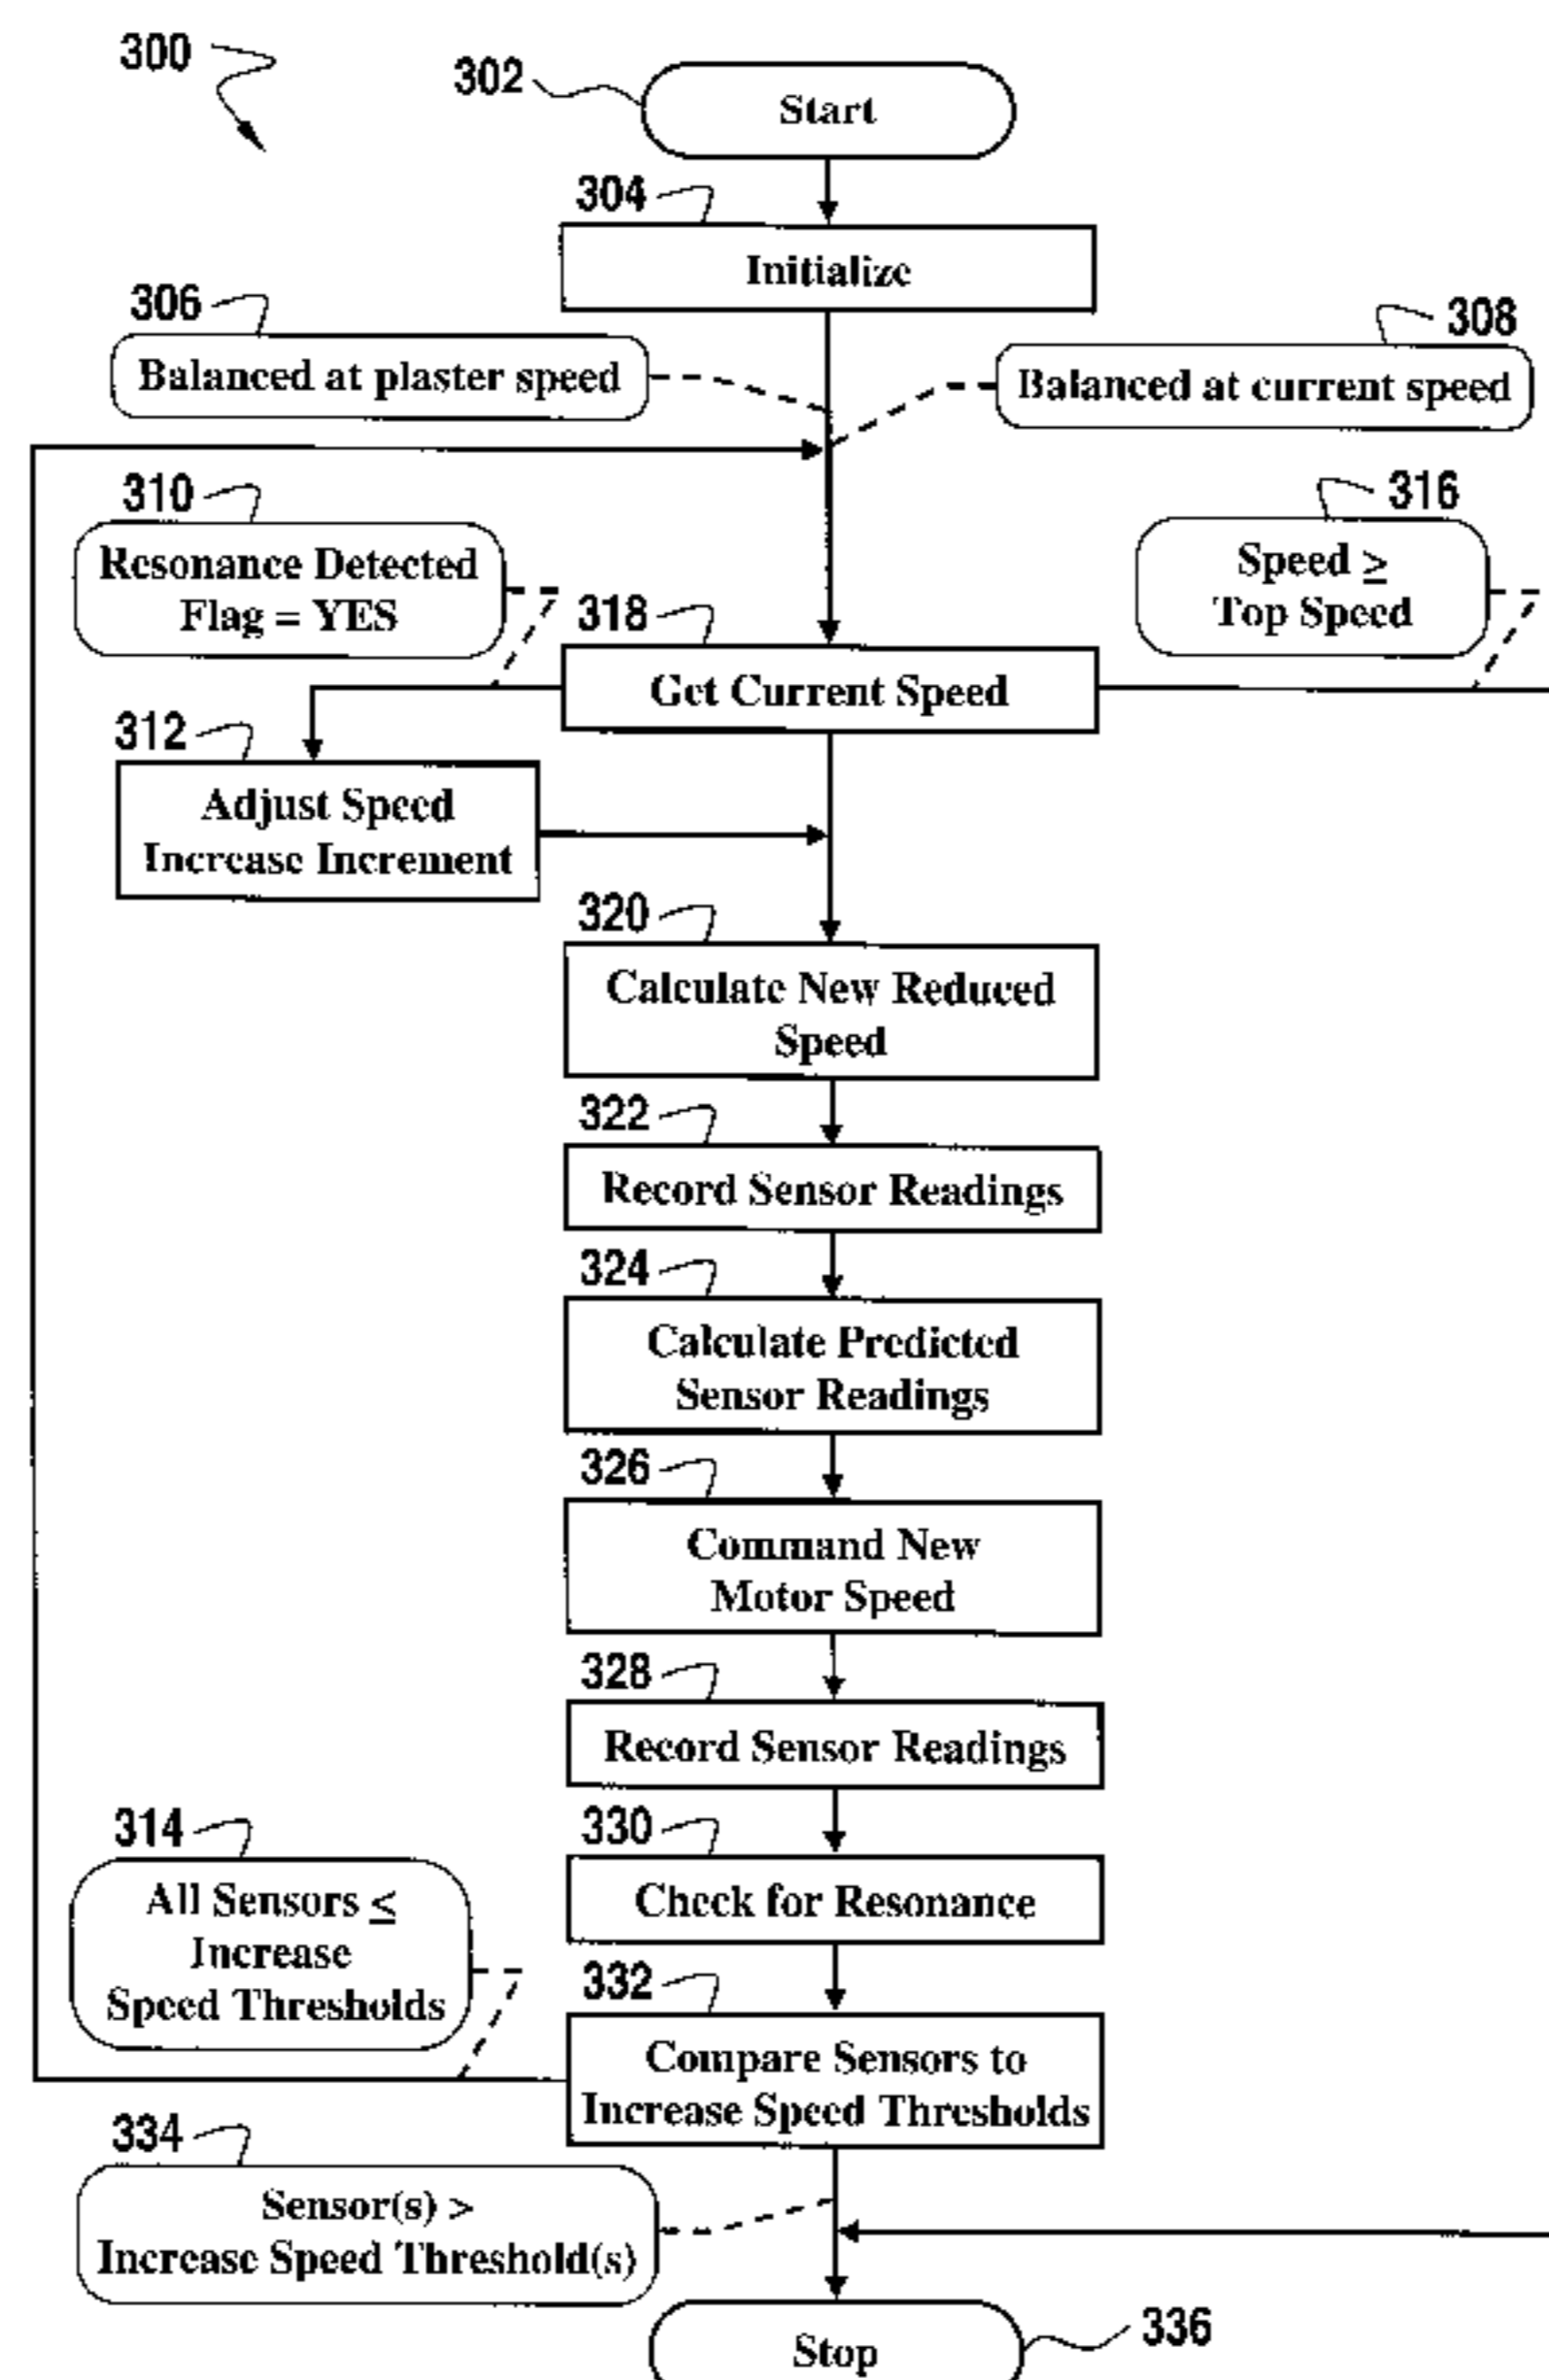 300
302
Start
304
Initialize
306
Balanced at plaster speed
308
Balanced at current speed
310
Resonance Detected
Flag = YES
316
Speed ≥
Top Speed
318
Get Current Speed
312
Adjust Speed
Increase Increment
320
Calculate New Reduced
Speed
322
Record Sensor Readings
324
Calculate Predicted
Sensor Readings
326
Command New
Motor Speed
328
Record Sensor Readings
330
Check for Resonance
314
All Sensors ≤
Increase
Speed Thresholds
332
Compare Sensors to
Increase Speed Thresholds
334
Sensor(s) >
Increase Speed Threshold(s)
Stop
336